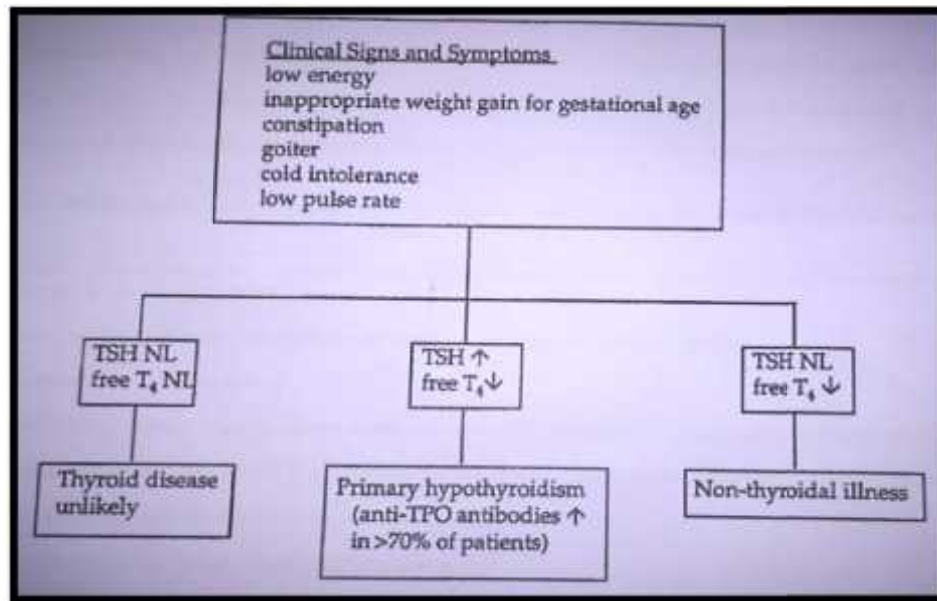 Clinical Signs and Symptoms
low energy
inappropriate weight gain for gestational age
constipation
goiter
cold intolerance
low pulse rate
TSH NL
free T₄ NL
TSH ↑
free T₄ ↓
TSH NL
free T₄ ↓
Thyroid disease
unlikely
Primary hypothyroidism
(anti-TPO antibodies ↑
in >70% of patients)
Non-thyroidal illness